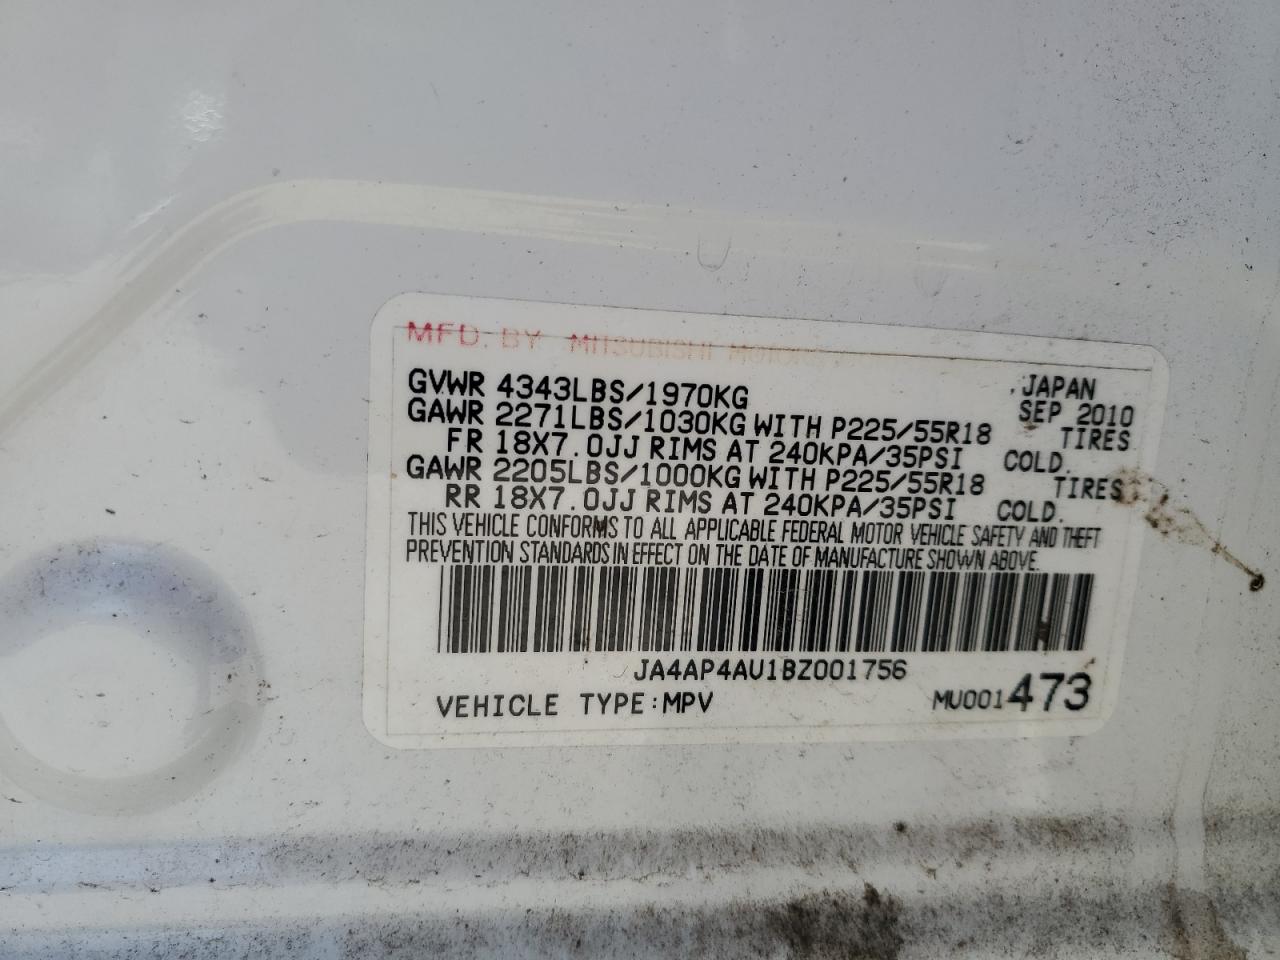 MFD. BY MITSUBISHI MOTORS
JAPAN
GVWR 4343LBS/1970KG SEP 2010
GAWR 2271LBS/1030KG WITH P225/55R18 TIRES
FR 18X7.0JJ RIMS AT 240KPA/35PSI COLD.
GAWR 2205LBS/1000KG WITH P225/55R18 TIRES
RR 18X7.0JJ RIMS AT 240KPA/35PSI COLD.
THIS VEHICLE CONFORMS TO ALL APPLICABLE FEDERAL MOTOR VEHICLE SAFETY AND THEFT
PREVENTION STANDARDS IN EFFECT ON THE DATE OF MANUFACTURE SHOWN ABOVE.
JA4AP4AU1BZ001756
VEHICLE TYPE:MPV MU001473